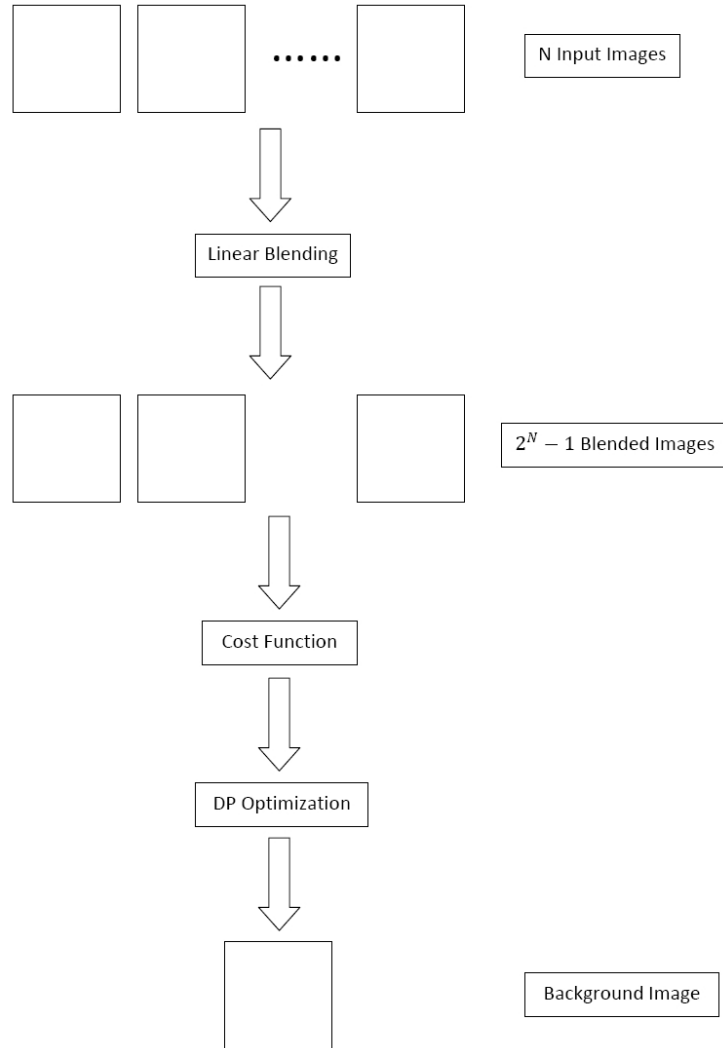 ......
N Input Images
Linear Blending
2^N − 1 Blended Images
Cost Function
DP Optimization
Background Image